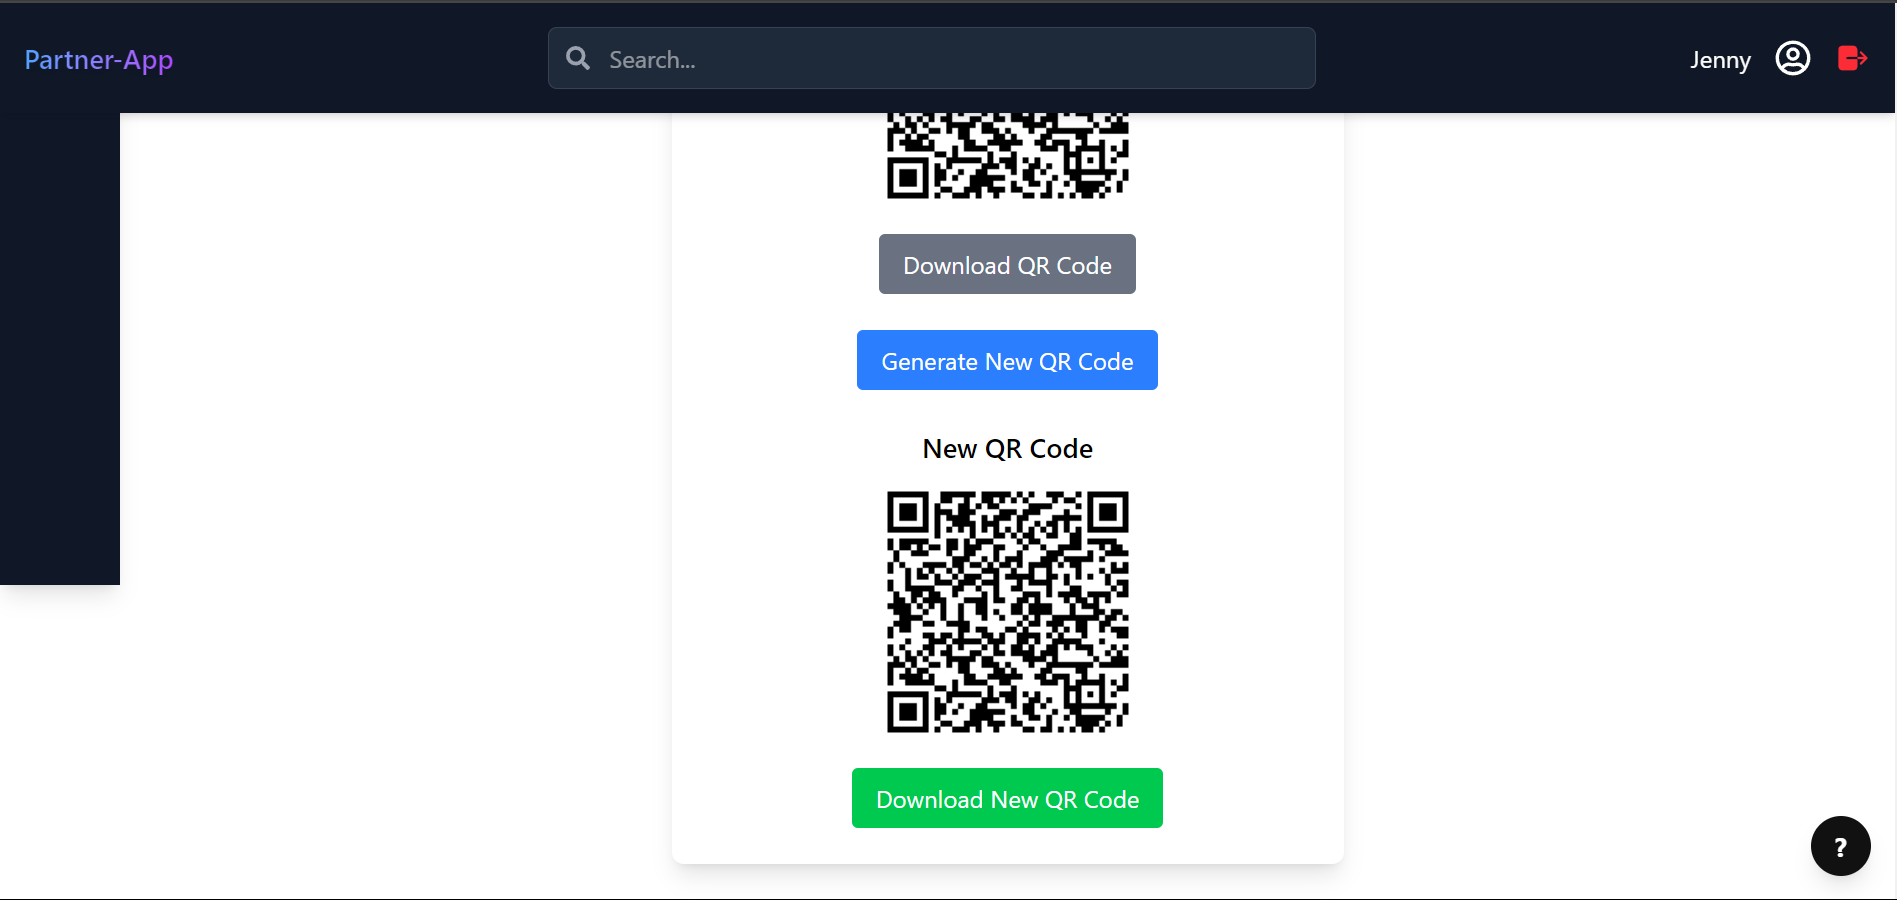 Partner-App
Search...
Jenny
Download QR Code
Generate New QR Code
New QR Code
Download New QR Code
?